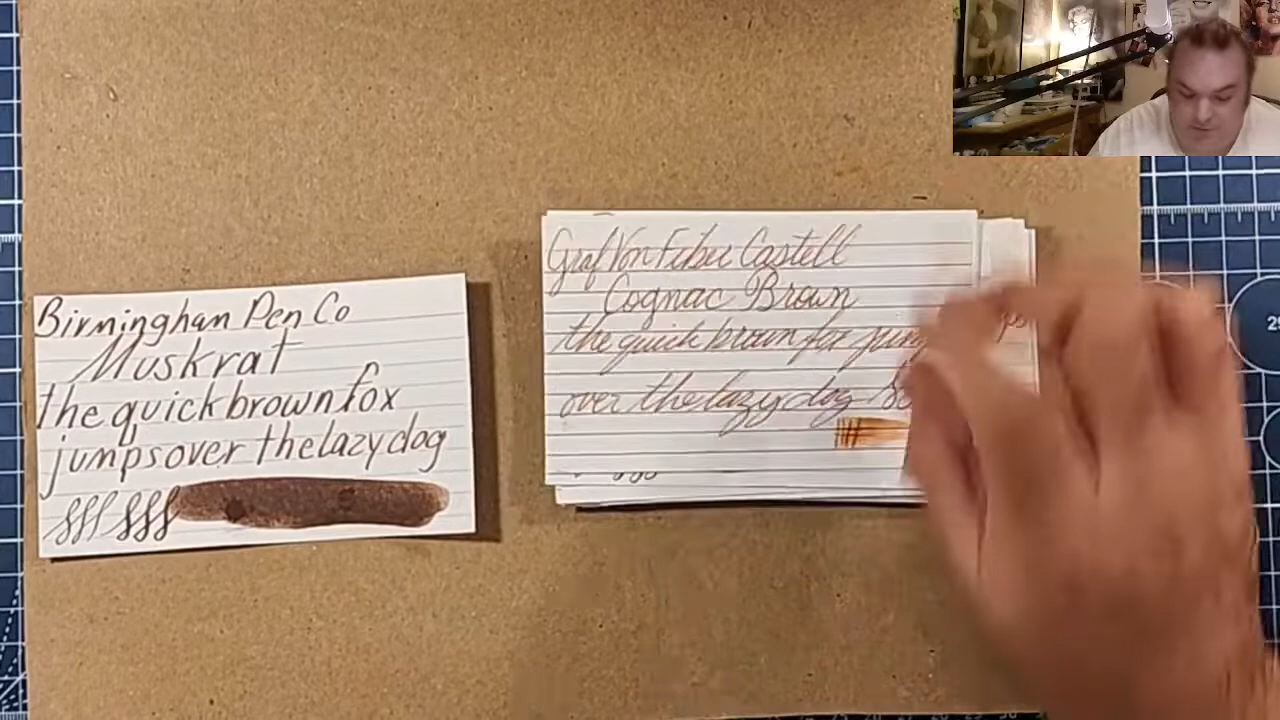 Birmingham Pen Co
Muskrat
the quick brown fox
jumps over the lazy dog
Graf Von Faber Castell
Cognac Brown
the quick brown fox
over the lazy dog